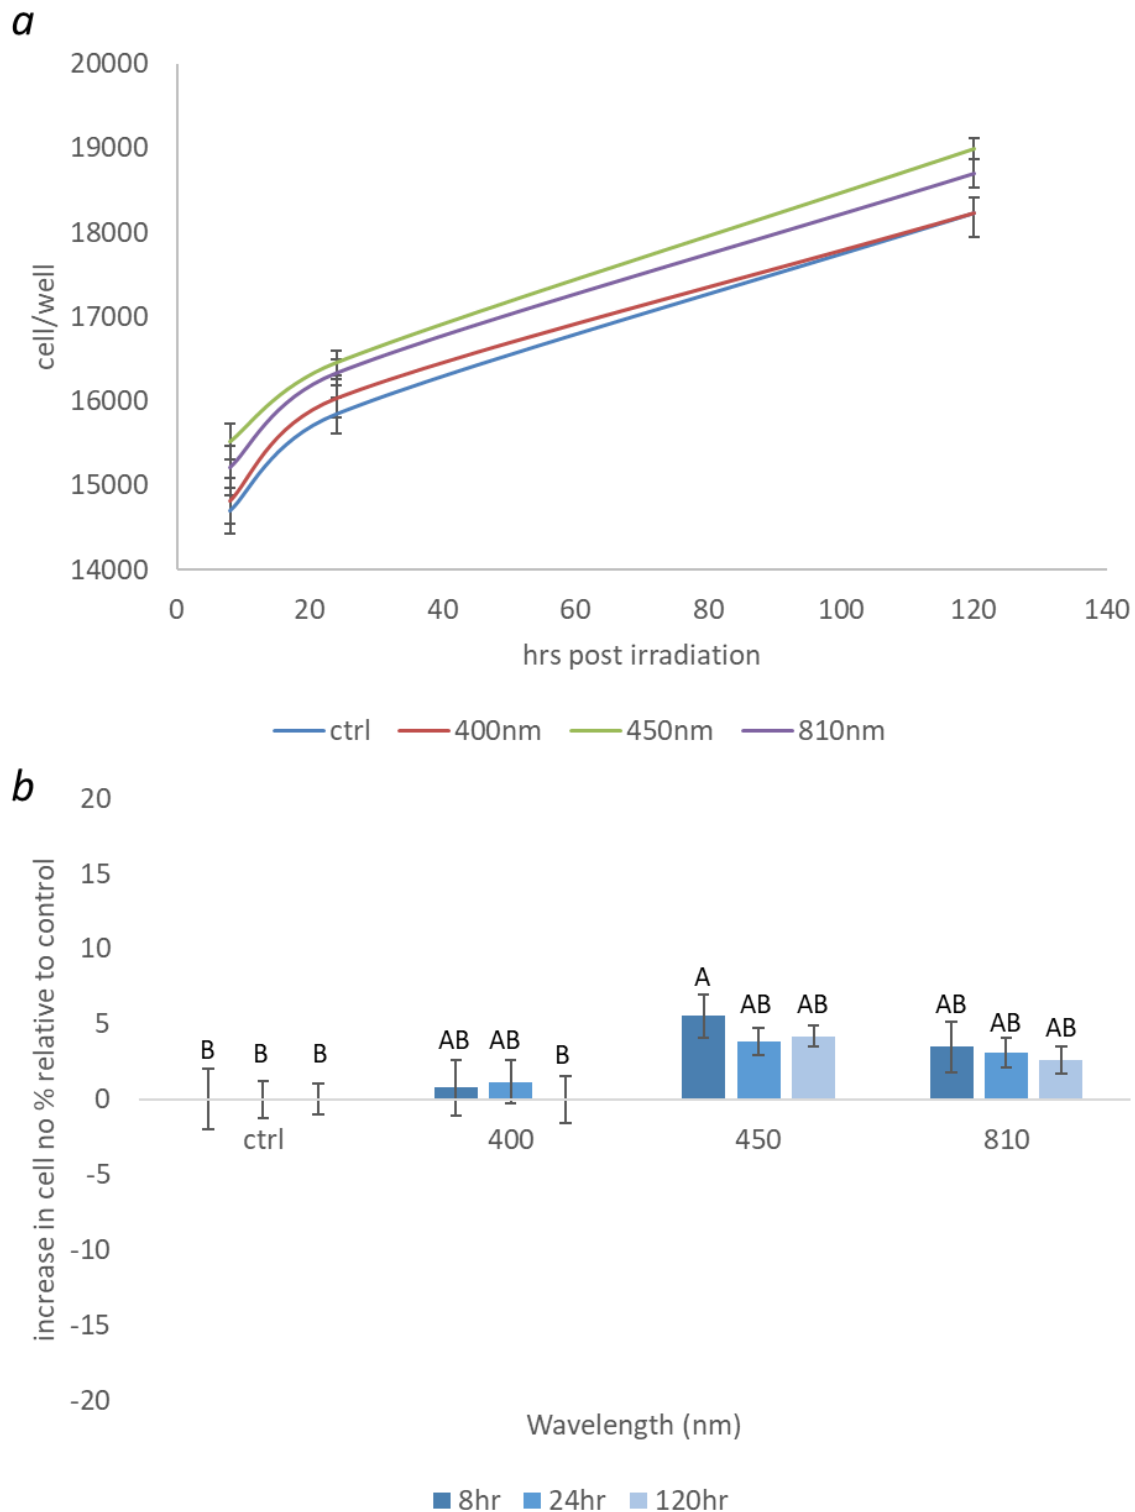 a
20000
19000
18000
17000
16000
15000
14000
cell/well
0 20 40 60 80 100 120 140
hrs post irradiation
ctrl 400nm 450nm 810nm
b
20
15
10
5
0
-5
-10
-15
-20
increase in cell no % relative to control
B B B AB AB B A AB AB AB AB AB
ctrl 400 450 810
Wavelength (nm)
8hr 24hr 120hr